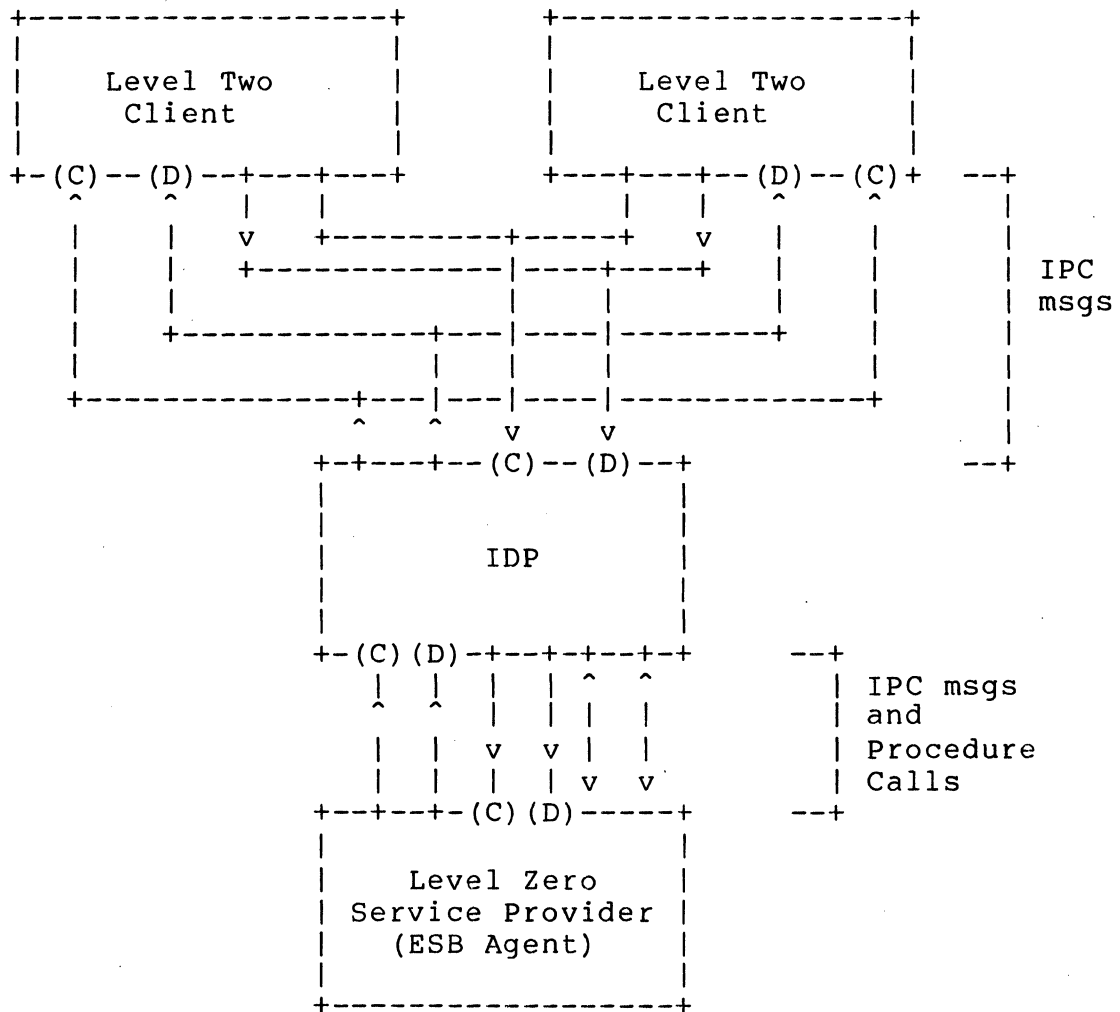 Level Two
Client
Level Two
Client
(C)
(D)
(D)
(C)
IPC
msgs
(C)
(D)
IDP
(C)
(D)
IPC msgs
and
Procedure
Calls
(C)
(D)
Level Zero
Service Provider
(ESB Agent)